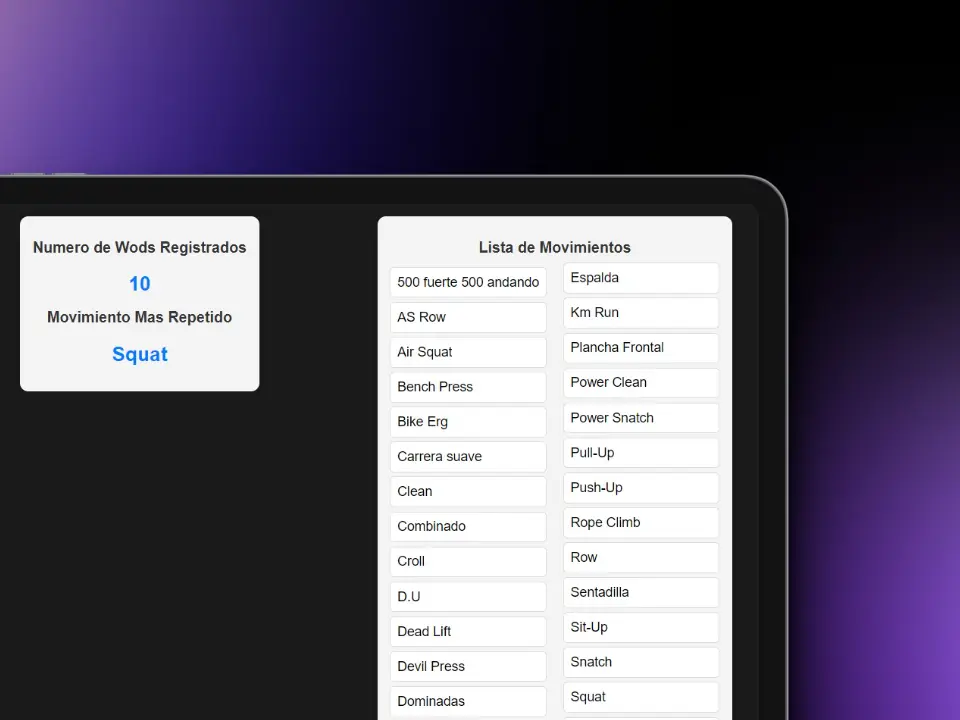 Numero de Wods Registrados
10
Movimiento Mas Repetido
Squat
Lista de Movimientos
500 fuerte 500 andando
AS Row
Air Squat
Bench Press
Bike Erg
Carrera suave
Clean
Combinado
Croll
D.U
Dead Lift
Devil Press
Dominadas
Espalda
Km Run
Plancha Frontal
Power Clean
Power Snatch
Pull-Up
Push-Up
Rope Climb
Row
Sentadilla
Sit-Up
Snatch
Squat